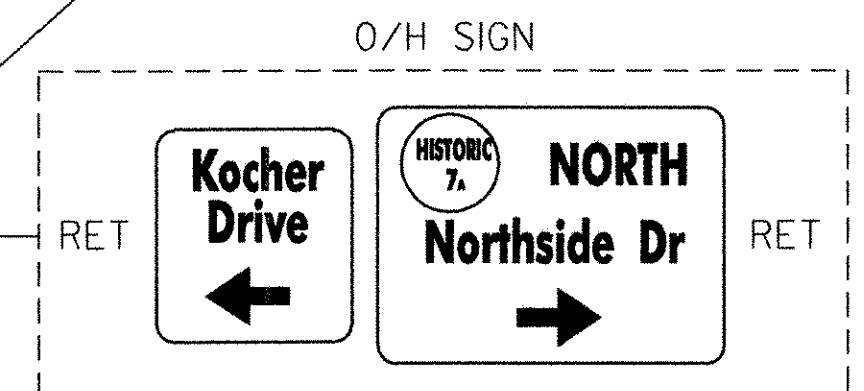 O/H SIGN
RET
Kocher
Drive
HISTORIC
7A
NORTH
Northside Dr
RET